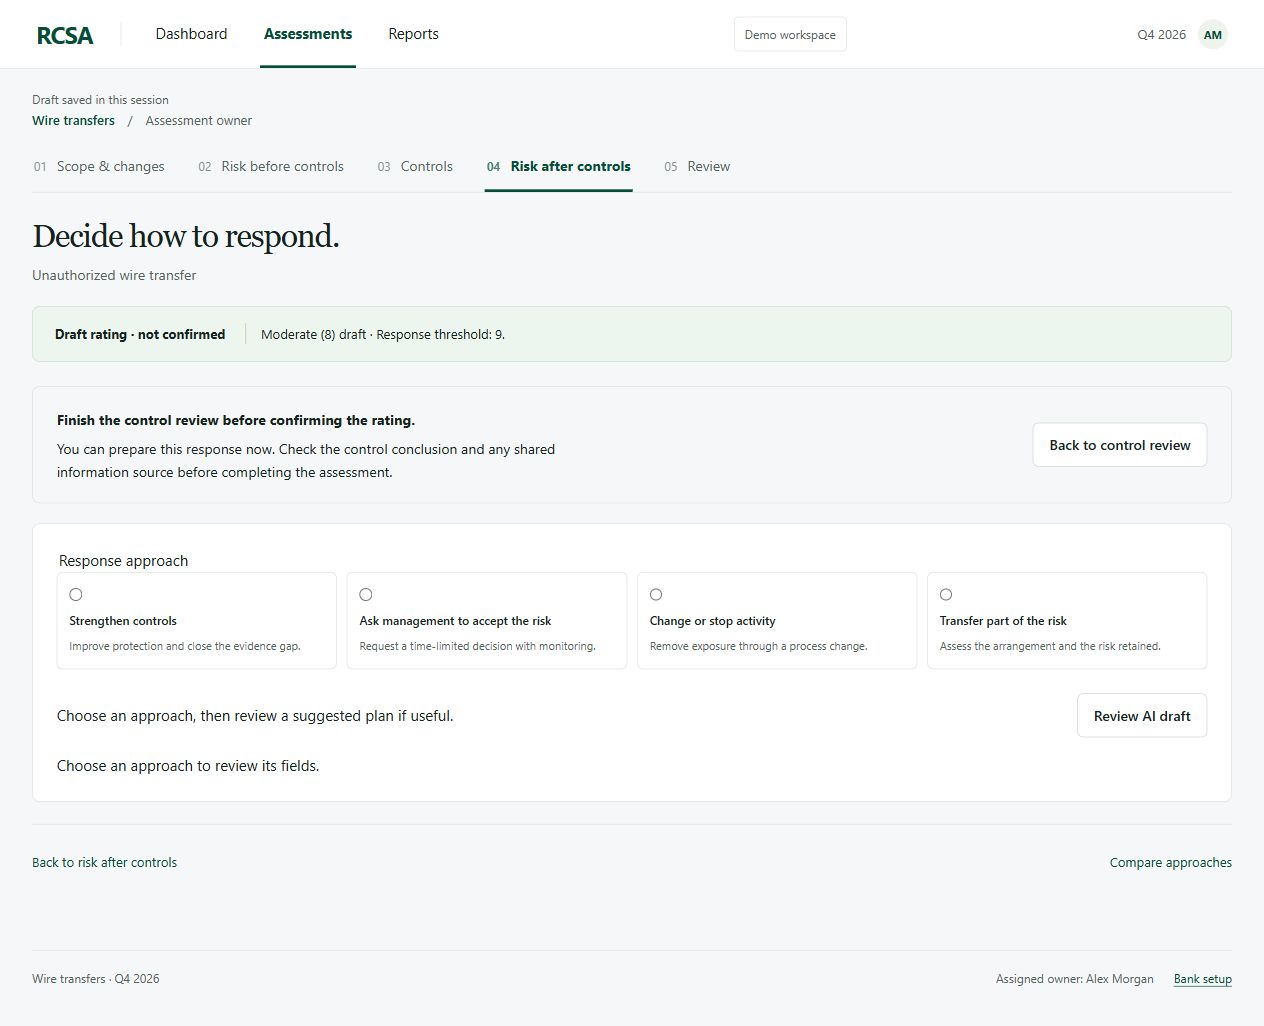 RCSA
Dashboard
Assessments
Reports
Demo workspace
Q4 2026
AM
Draft saved in this session
Wire transfers / Assessment owner
01 Scope & changes
02 Risk before controls
03 Controls
04 Risk after controls
05 Review
Decide how to respond.
Unauthorized wire transfer
Draft rating · not confirmed
Moderate (8) draft · Response threshold: 9.
Finish the control review before confirming the rating.
You can prepare this response now. Check the control conclusion and any shared
information source before completing the assessment.
Back to control review
Response approach
Strengthen controls
Improve protection and close the evidence gap.
Ask management to accept the risk
Request a time-limited decision with monitoring.
Change or stop activity
Remove exposure through a process change.
Transfer part of the risk
Assess the arrangement and the risk retained.
Choose an approach, then review a suggested plan if useful.
Review AI draft
Choose an approach to review its fields.
Back to risk after controls
Compare approaches
Wire transfers · Q4 2026
Assigned owner: Alex Morgan
Bank setup